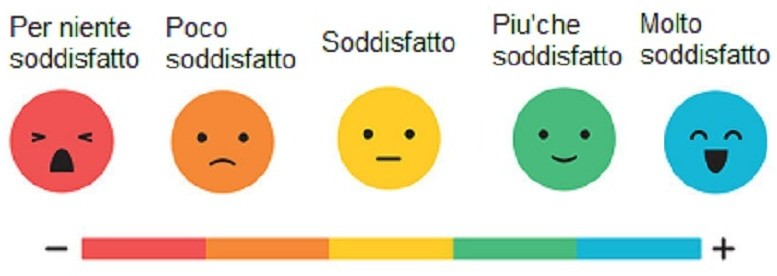 Per niente
soddisfatto
Poco
soddisfatto
Soddisfatto
Piu'che
soddisfatto
Molto
soddisfatto
− +